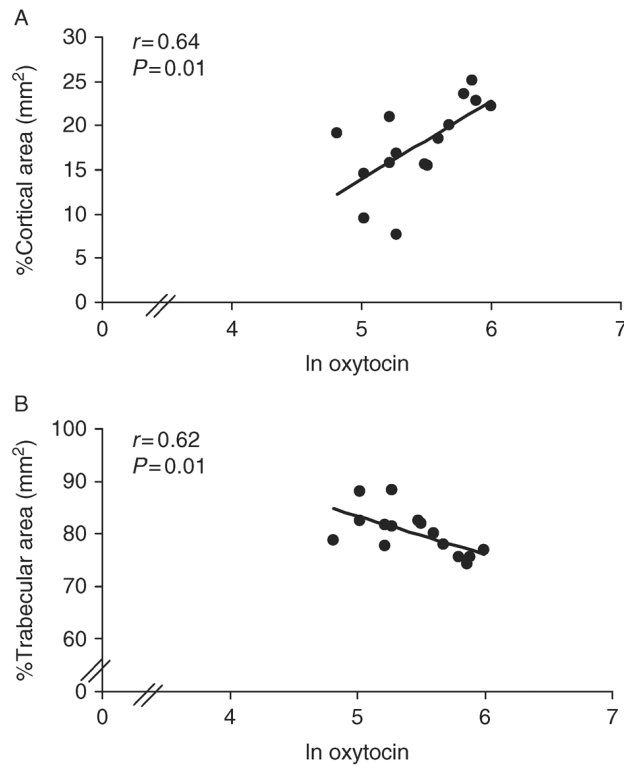 A
r=0.64
P=0.01
%Cortical area (mm²)
30
25
20
15
10
5
0
0 4 5 6 7
ln oxytocin
B
r=0.62
P=0.01
%Trabecular area (mm²)
100
90
80
70
60
0
0 4 5 6 7
ln oxytocin